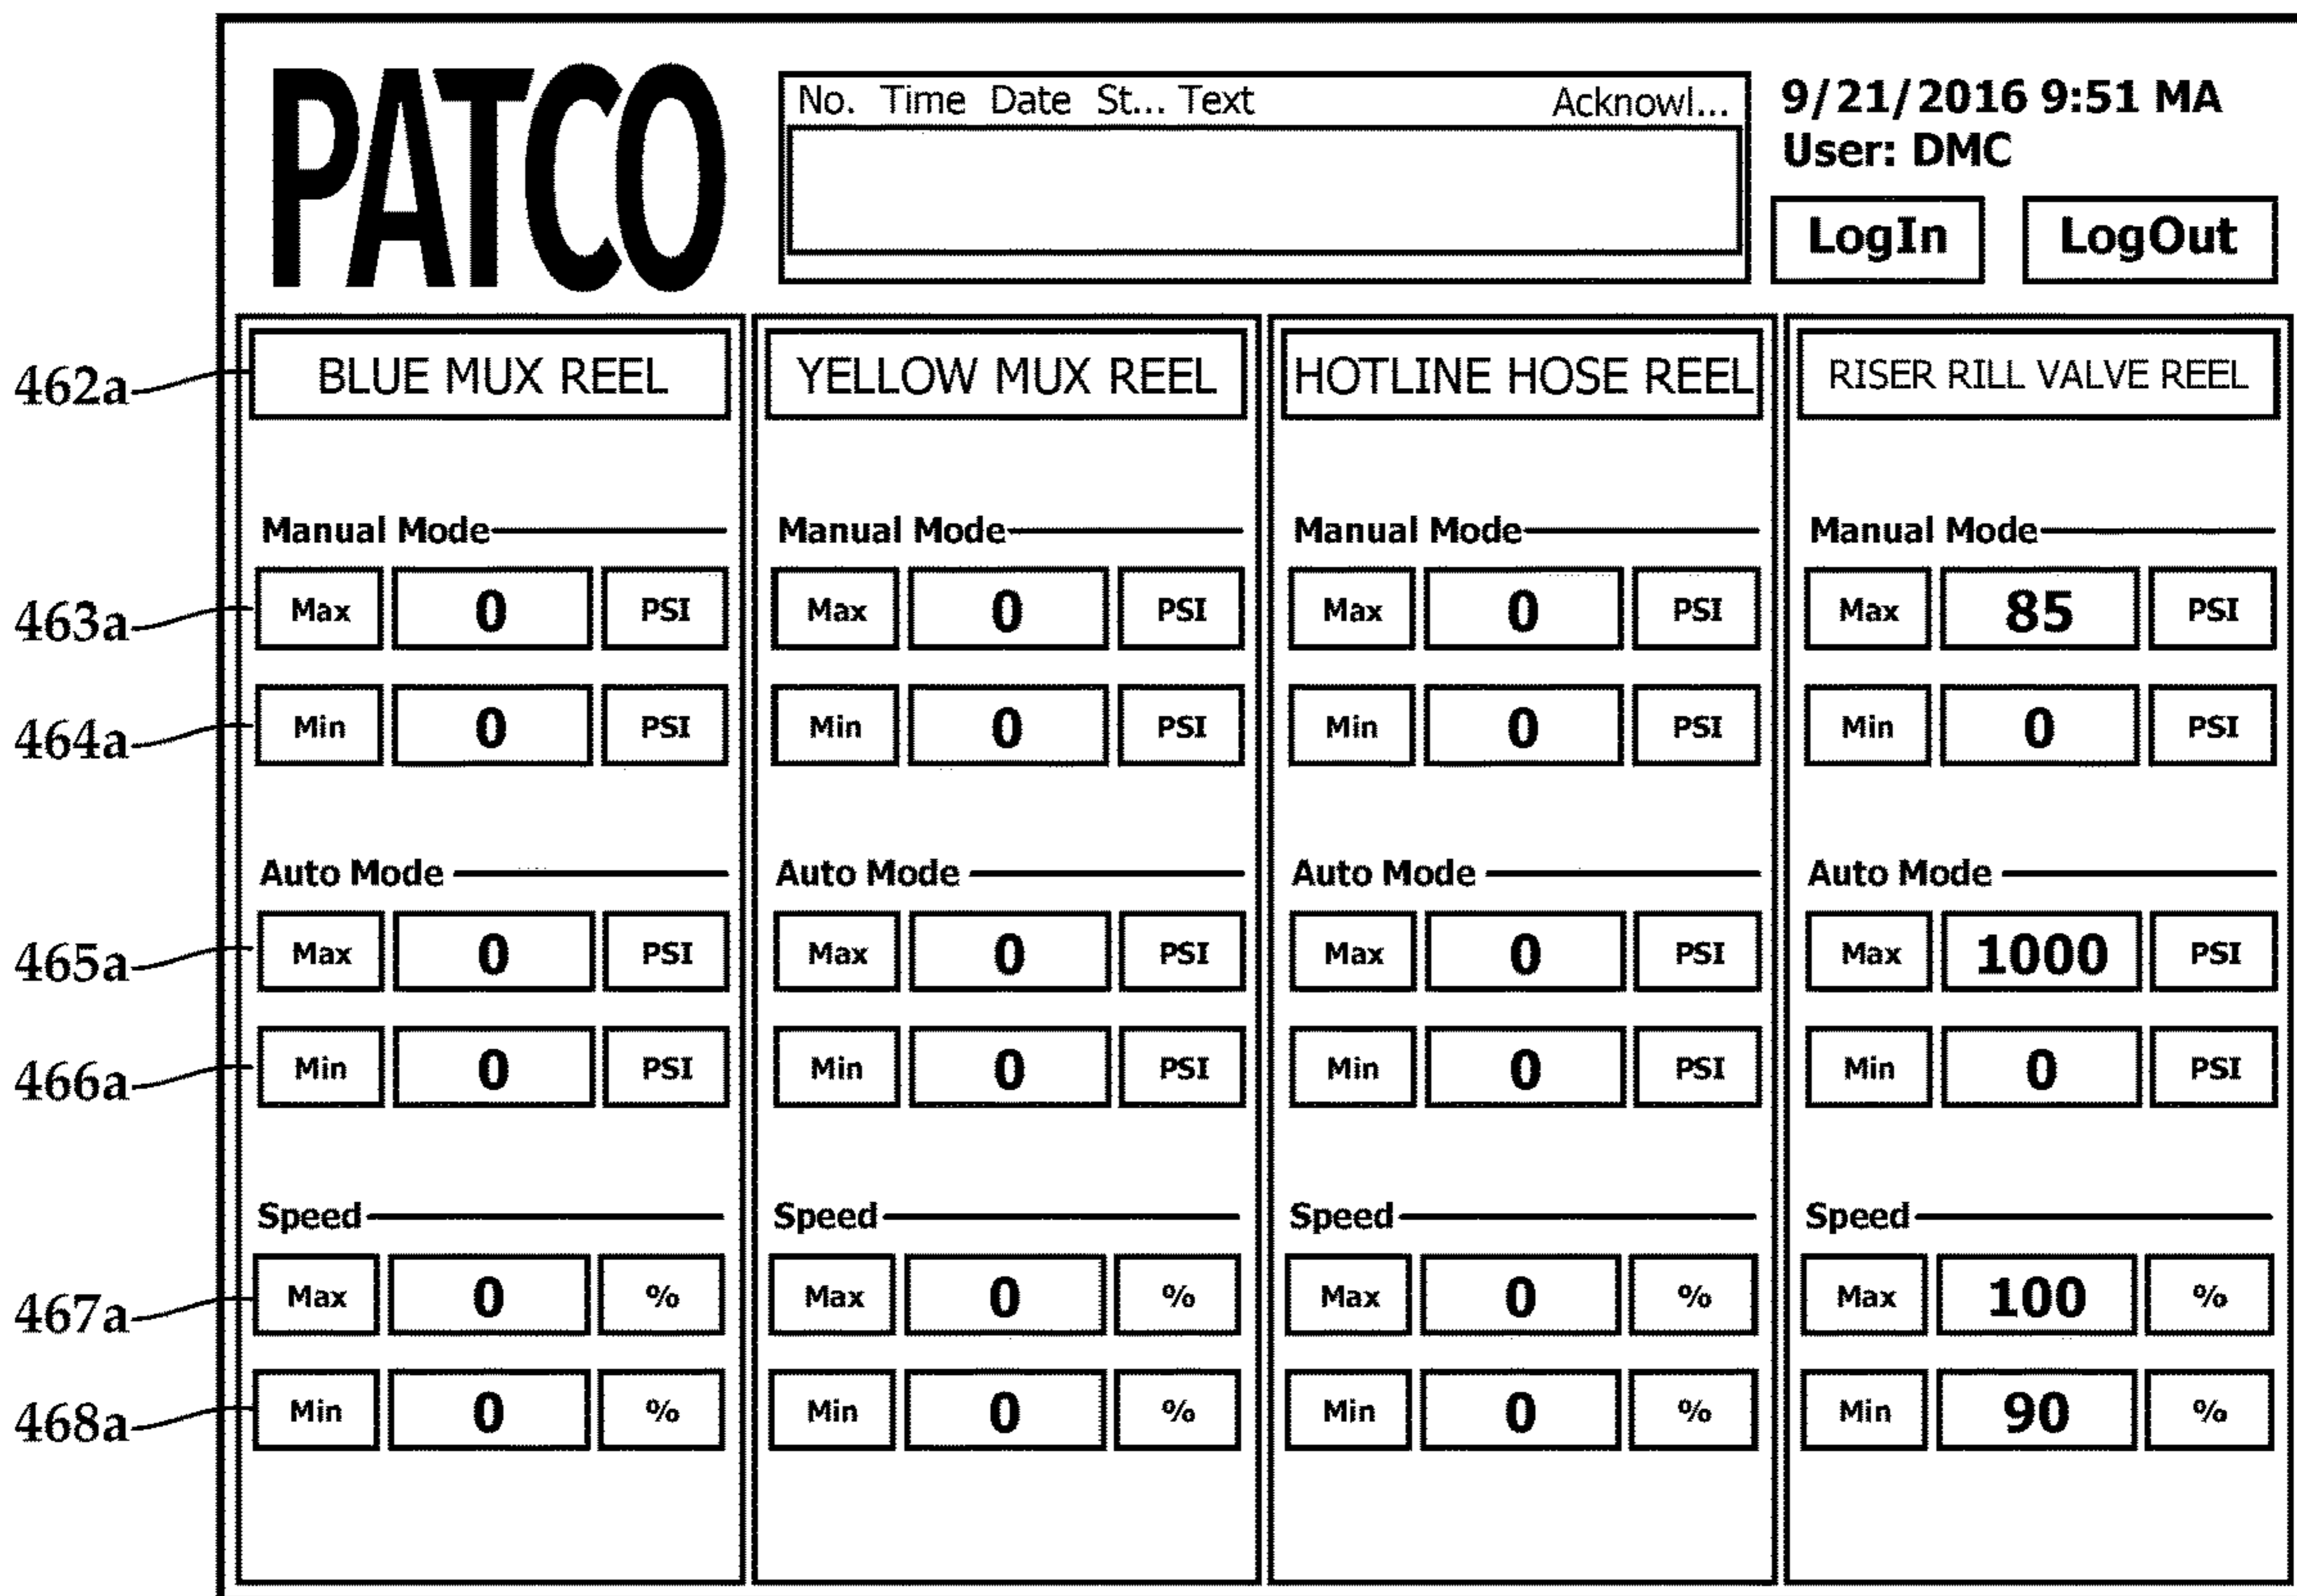 PATCO
No. Time Date St... Text Acknowl...
9/21/2016 9:51 MA
User: DMC
LogIn LogOut
462a BLUE MUX REEL YELLOW MUX REEL HOTLINE HOSE REEL RISER RILL VALVE REEL
Manual Mode Manual Mode Manual Mode Manual Mode
463a Max 0 PSI Max 0 PSI Max 0 PSI Max 85 PSI
464a Min 0 PSI Min 0 PSI Min 0 PSI Min 0 PSI
Auto Mode Auto Mode Auto Mode Auto Mode
465a Max 0 PSI Max 0 PSI Max 0 PSI Max 1000 PSI
466a Min 0 PSI Min 0 PSI Min 0 PSI Min 0 PSI
Speed Speed Speed Speed
467a Max 0 % Max 0 % Max 0 % Max 100 %
468a Min 0 % Min 0 % Min 0 % Min 90 %